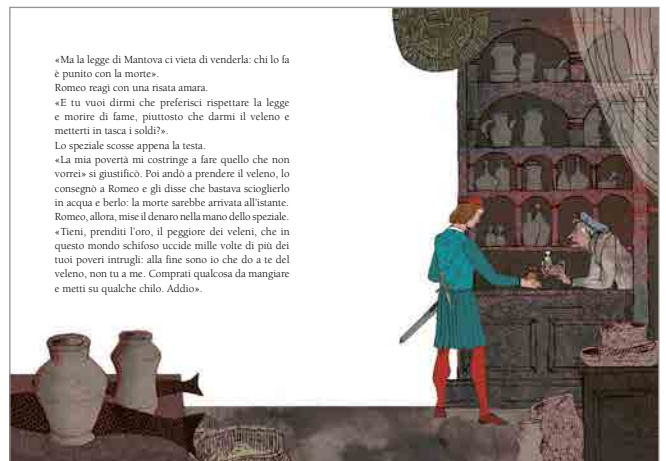 «Ma la legge di Mantova ci vieta di venderla: chi lo fa
è punito con la morte».
Romeo reagì con una risata amara.
«E tu vuoi dirmi che preferisci rispettare la legge
e morire di fame, piuttosto che darmi il veleno e
metterti in tasca i soldi?».
Lo speziale scosse appena la testa.
«La mia povertà mi costringe a fare quello che non
vorrei» si giustificò. Poi andò a prendere il veleno, lo
consegnò a Romeo e gli disse che bastava scioglierlo
in acqua e berlo: la morte sarebbe arrivata all'istante.
Romeo, allora, mise il denaro nella mano dello speziale.
«Tieni, prenditi l'oro, il peggiore dei veleni, che in
questo mondo schifoso uccide mille volte di più dei
tuoi poveri intrugli: alla fine sono io che do a te del
veleno, non tu a me. Comprati qualcosa da mangiare
e metti su qualche chilo. Addio».